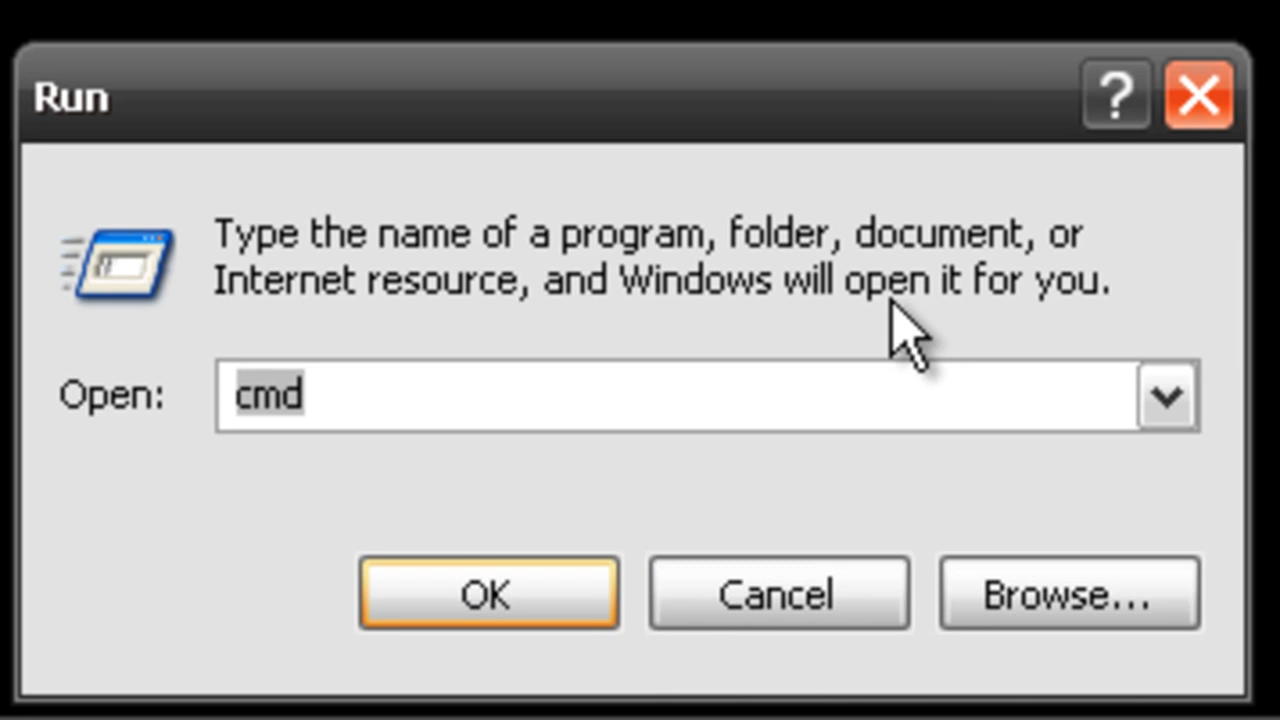 Run
?
Type the name of a program, folder, document, or
Internet resource, and Windows will open it for you.
Open:
cmd
OK
Cancel
Browse...